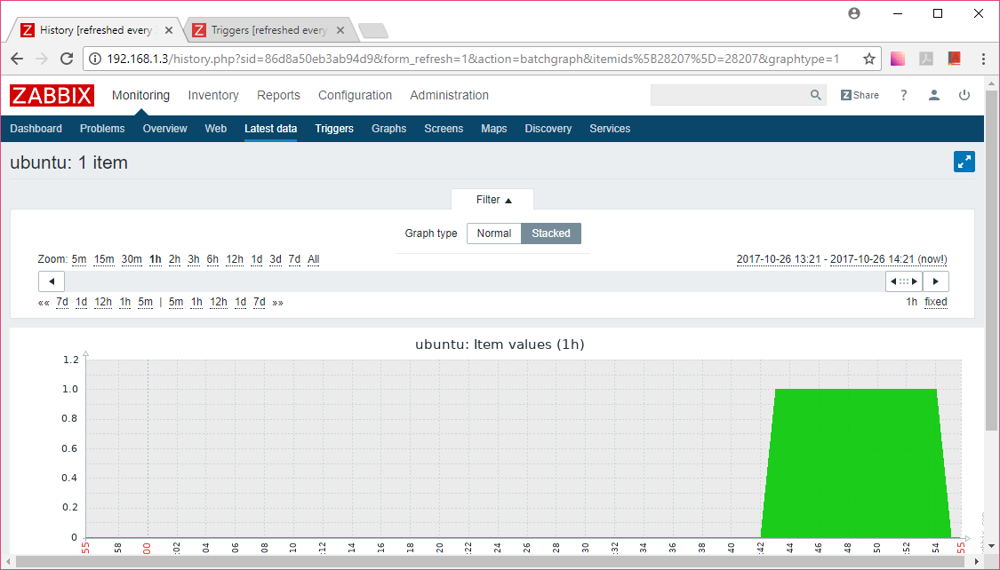 History [refreshed every
Triggers [refreshed every
192.168.1.3/history.php?sid=86d8a50eb3ab94d9&form_refresh=1&action=batchgraph&itemids%5B28207%5D=28207&graphtype=1
ZABBIX Monitoring Inventory Reports Configuration Administration Z Share ?
Dashboard Problems Overview Web Latest data Triggers Graphs Screens Maps Discovery Services
ubuntu: 1 item
Filter ▲
Graph type Normal Stacked
Zoom: 5m 15m 30m 1h 2h 3h 6h 12h 1d 3d 7d All 2017-10-26 13:21 - 2017-10-26 14:21 (now!)
«« 7d 1d 12h 1h 5m | 5m 1h 12h 1d 7d »» 1h fixed
ubuntu: Item values (1h)
1.2
1.0
0.8
0.6
0.4
0.2
0
55 58 00 :02 04 06 08 10 12 14 16 18 20 22 24 26 28 30 32 34 36 38 40 :42 44 46 48 50 :52 54 55